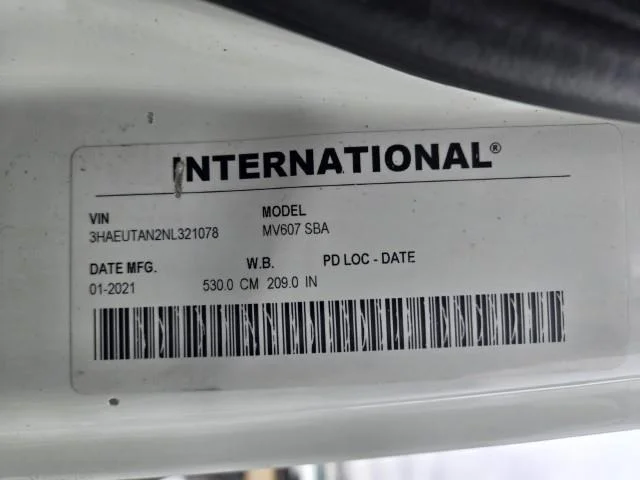 INTERNATIONAL®
VIN MODEL
3HAEUTAN2NL321078 MV607 SBA
DATE MFG. W.B. PD LOC - DATE
01-2021 530.0 CM 209.0 IN